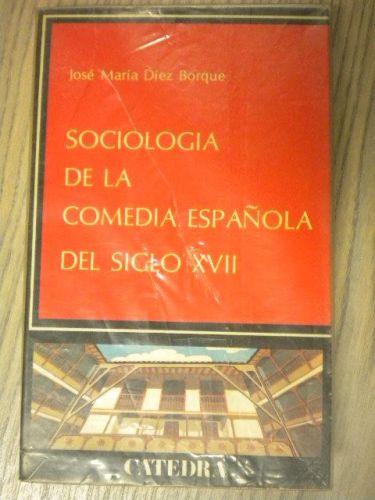 José María Díez Borque
SOCIOLOGIA
DE LA
COMEDIA ESPAÑOLA
DEL SIGLO XVII
CATEDRA